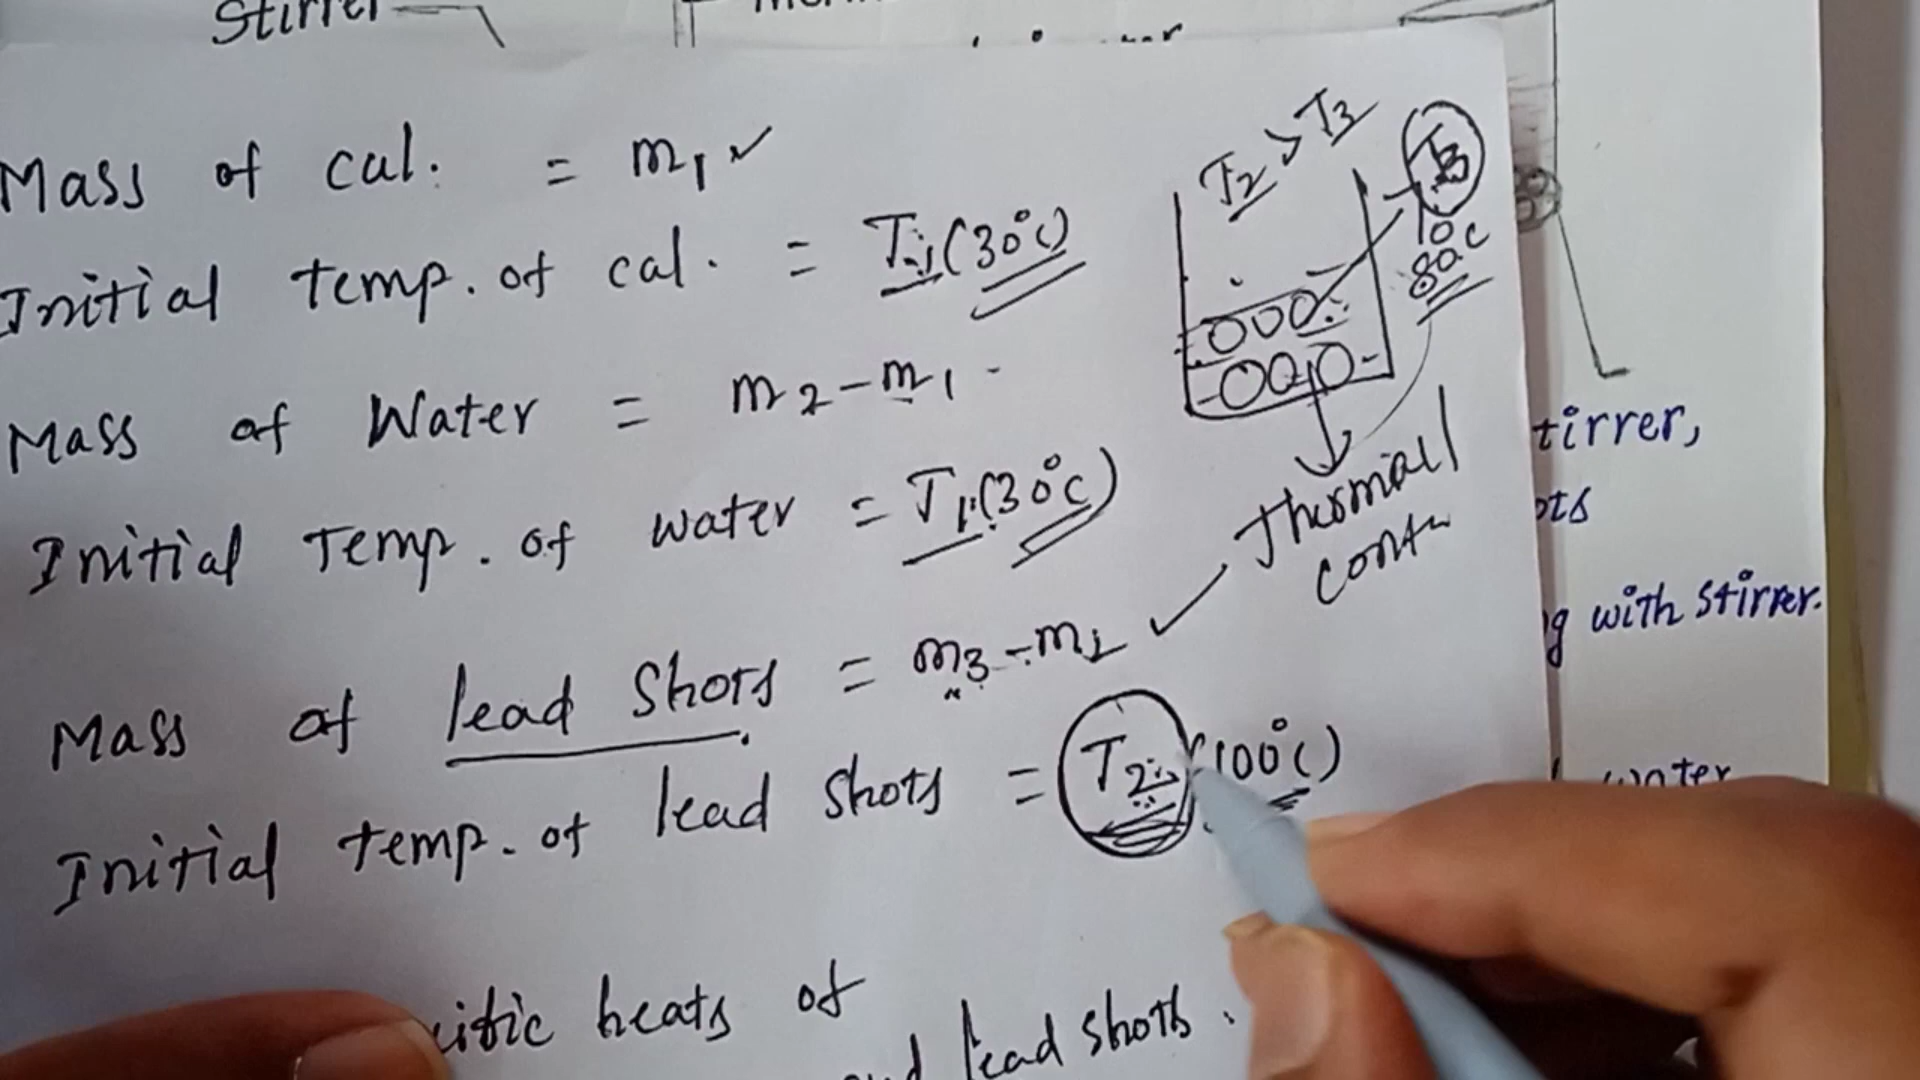 Stirrer
Mass of cal. = m1 ✓
Initial temp. of cal. = T1 (30°C)
Mass of Water = m2 - m1
Initial Temp. of water = T1 (30°C)
Mass of lead Shots = m3 - m2 ✓
Initial temp. of lead shots = T2 (100°C)
heats of
lead shots.
T2 > T3
T3
80°C
tirrer,
ots
g with stirrer.
water